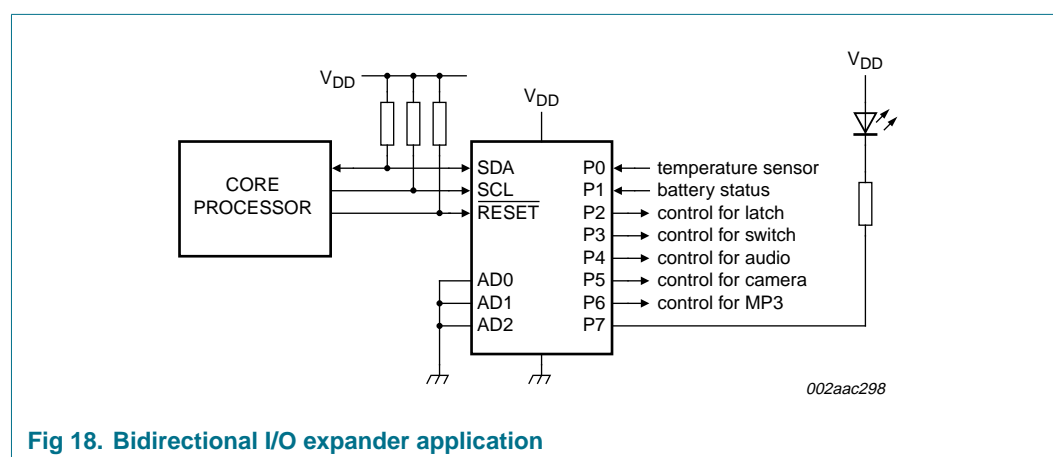 VDD
VDD
VDD
CORE
PROCESSOR
SDA
SCL
RESET
AD0
AD1
AD2
P0
P1
P2
P3
P4
P5
P6
P7
temperature sensor
battery status
control for latch
control for switch
control for audio
control for camera
control for MP3
002aac298
Fig 18. Bidirectional I/O expander application